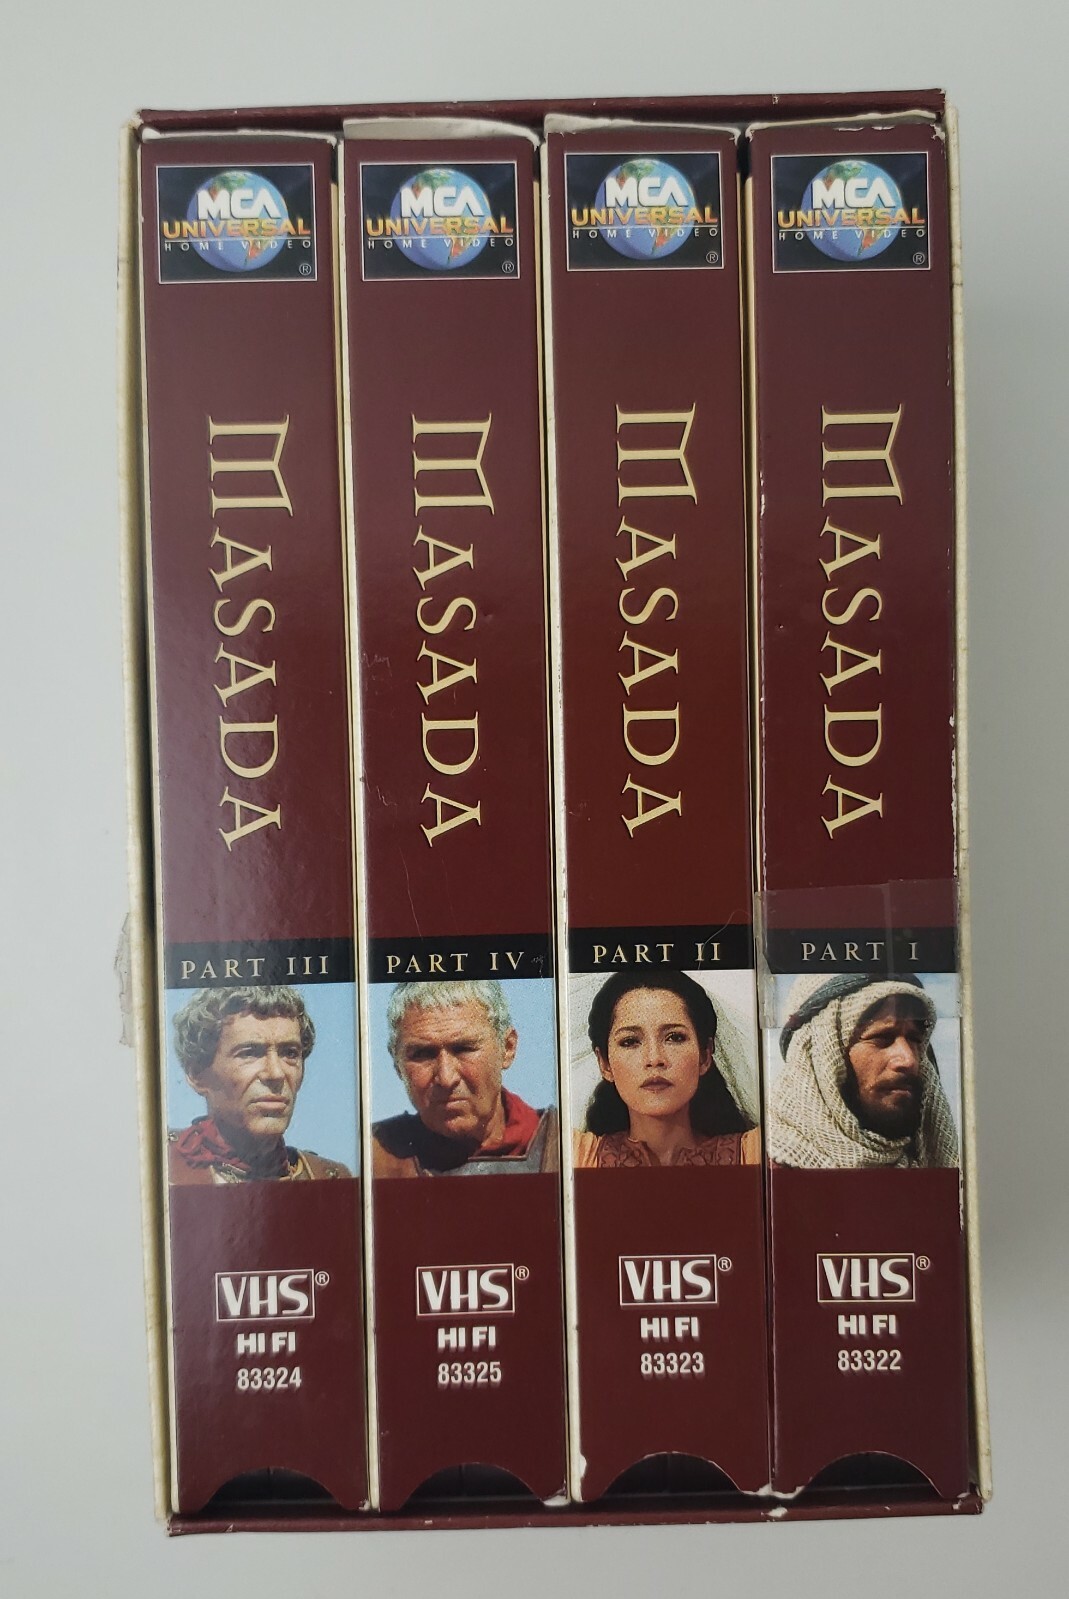 MCA
UNIVERSAL
HOME VIDEO
®
MASADA
PART III
VHS®
HI FI
83324
MCA
UNIVERSAL
HOME VIDEO
®
MASADA
PART IV
VHS®
HI FI
83325
MCA
UNIVERSAL
HOME VIDEO
®
MASADA
PART II
VHS®
HI FI
83323
MCA
UNIVERSAL
HOME VIDEO
®
MASADA
PART I
VHS®
HI FI
83322